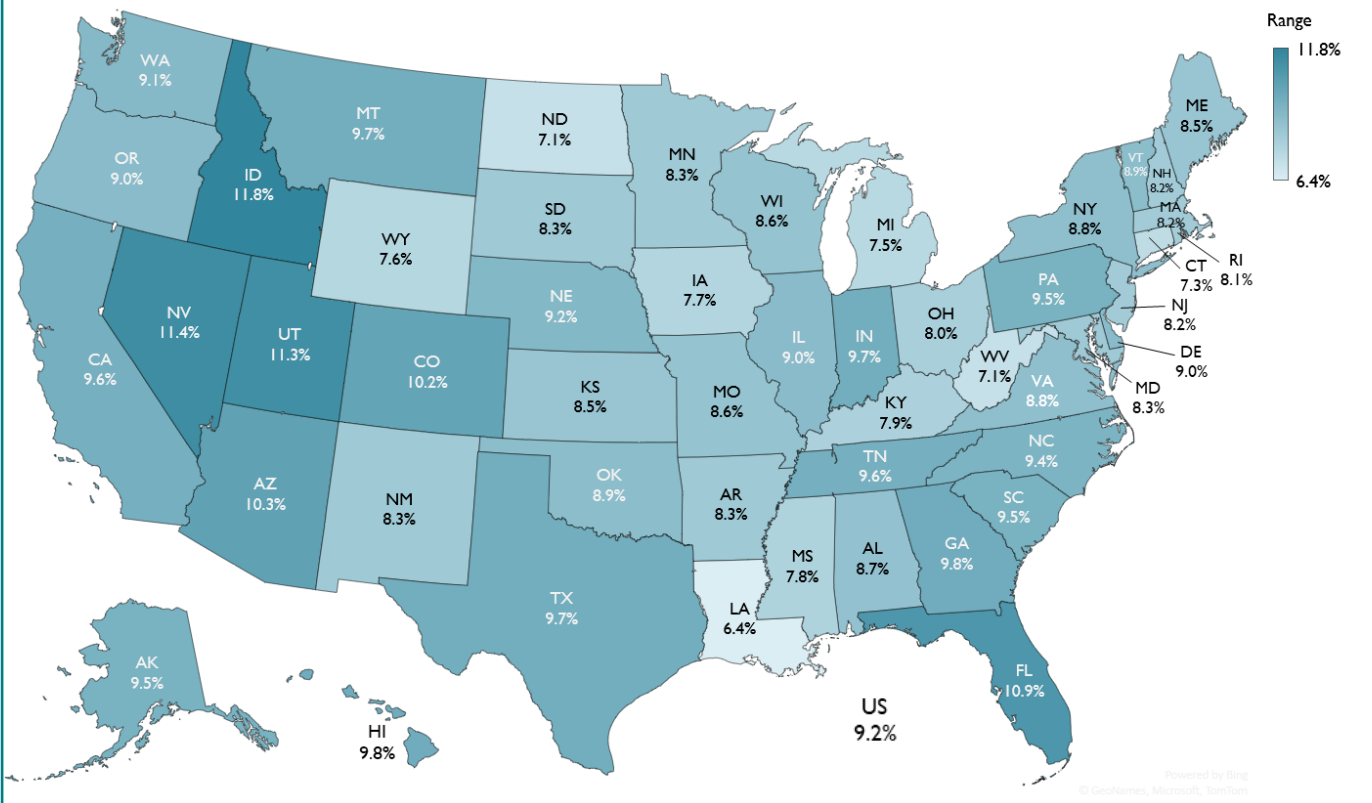 Range
11.8%
6.4%
WA
9.1%
OR
9.0%
CA
9.6%
ID
11.8%
NV
11.4%
UT
11.3%
AZ
10.3%
MT
9.7%
WY
7.6%
CO
10.2%
NM
8.3%
ND
7.1%
SD
8.3%
NE
9.2%
KS
8.5%
OK
8.9%
TX
9.7%
MN
8.3%
IA
7.7%
MO
8.6%
AR
8.3%
LA
6.4%
WI
8.6%
IL
9.0%
MI
7.5%
IN
9.7%
OH
8.0%
KY
7.9%
TN
9.6%
MS
7.8%
AL
8.7%
GA
9.8%
FL
10.9%
SC
9.5%
NC
9.4%
VA
8.8%
WV
7.1%
PA
9.5%
NY
8.8%
VT
8.9%
NH
8.2%
ME
8.5%
MA
8.2%
RI
8.1%
CT
7.3%
NJ
8.2%
DE
9.0%
MD
8.3%
AK
9.5%
HI
9.8%
US
9.2%
Powered by Bing
© GeoNames, Microsoft, TomTom